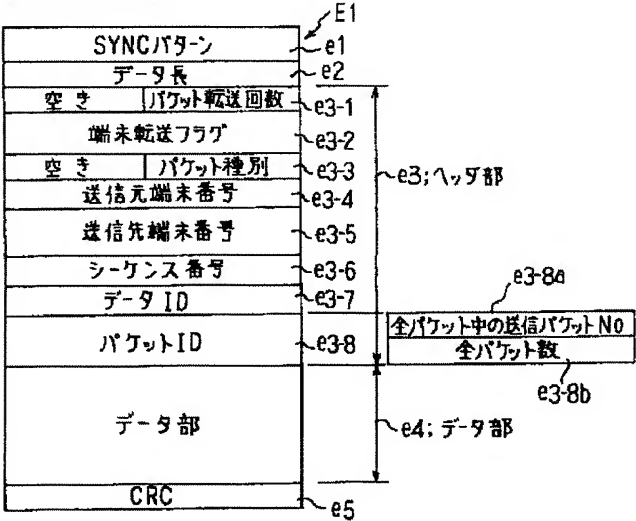 E1
SYNCパターン e1
データ長 e2
空き パケット転送回数 e3-1
端末転送フラグ e3-2
空き パケット種別 e3-3
e3;ヘッダ部
送信元端末番号 e3-4
送信先端末番号 e3-5
シーケンス番号 e3-6
e3-8a
データID e3-7
全パケット中の送信パケットNo
パケットID e3-8
全パケット数
e3-8b
データ部
e4;データ部
CRC e5